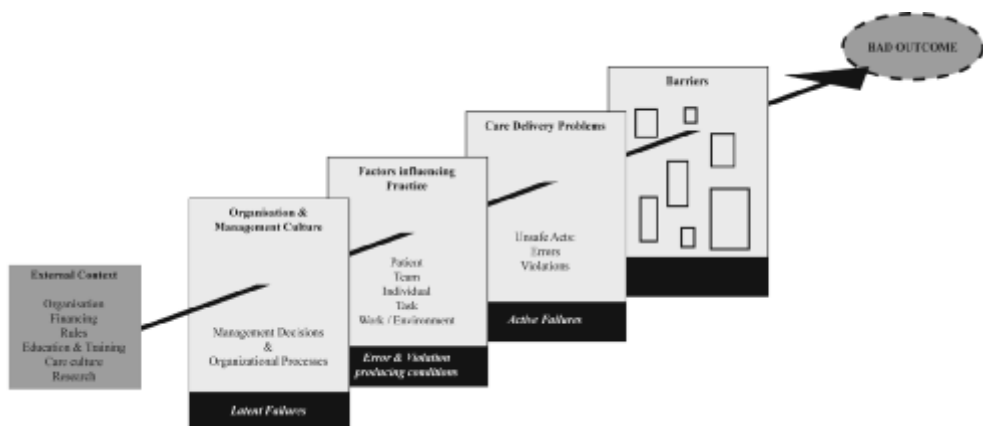 BAD OUTCOME
Barriers
Care Delivery Problems
Unsafe Acts:
Errors
Violations
Active Failures
Factors influencing
Practice
Patient
Team
Individual
Task
Work / Environment
Error & Violation
producing conditions
Organisation &
Management Culture
Management Decisions
&
Organizational Processes
Latent Failures
External Context
Organisation
Financing
Rules
Education & Training
Care culture
Research